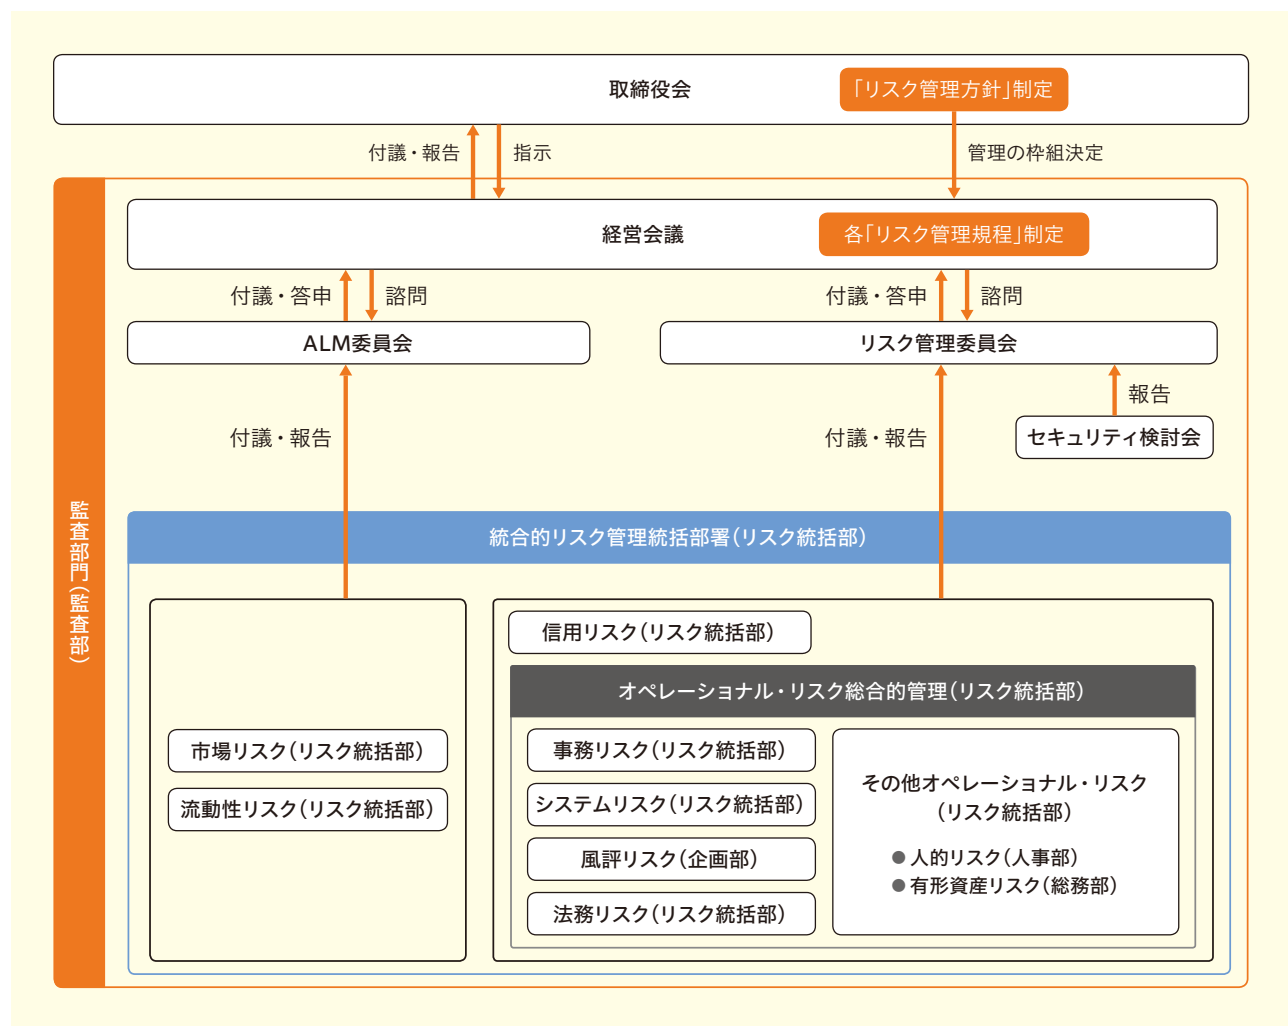 取締役会
「リスク管理方針」制定
付議・報告
指示
管理の枠組決定
経営会議
各「リスク管理規程」制定
付議・答申
諮問
付議・答申
諮問
ALM委員会
リスク管理委員会
報告
付議・報告
付議・報告
セキュリティ検討会
監査部門(監査部)
統合的リスク管理統括部署(リスク統括部)
信用リスク(リスク統括部)
オペレーショナル・リスク総合的管理(リスク統括部)
市場リスク(リスク統括部)
流動性リスク(リスク統括部)
事務リスク(リスク統括部)
システムリスク(リスク統括部)
風評リスク(企画部)
法務リスク(リスク統括部)
その他オペレーショナル・リスク
(リスク統括部)
●人的リスク(人事部)
●有形資産リスク(総務部)